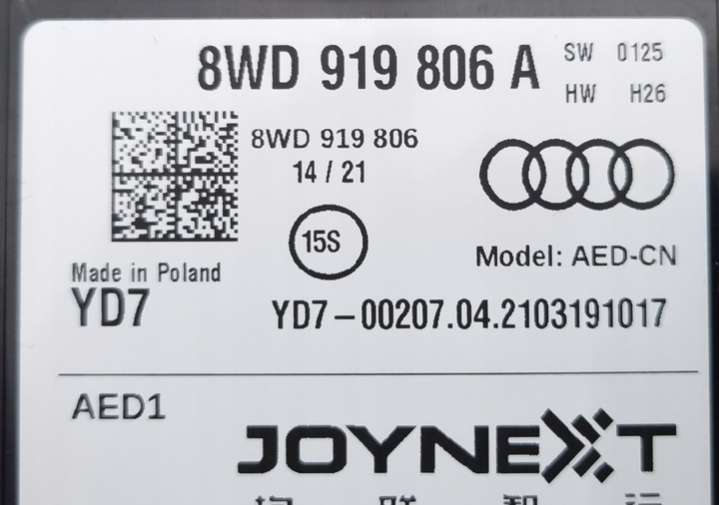 8WD 919 806 A
SW 0125
HW H26
8WD 919 806
14 / 21
15S
Model: AED-CN
Made in Poland
YD7
YD7-00207.04.2103191017
AED1
JOYNEXT